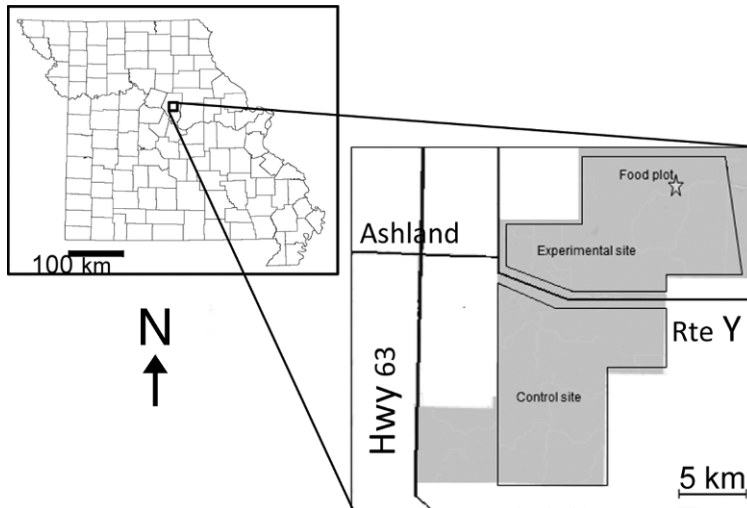 100 km
N
Food plot
Ashland
Experimental site
Rte Y
Hwy 63
Control site
5 km